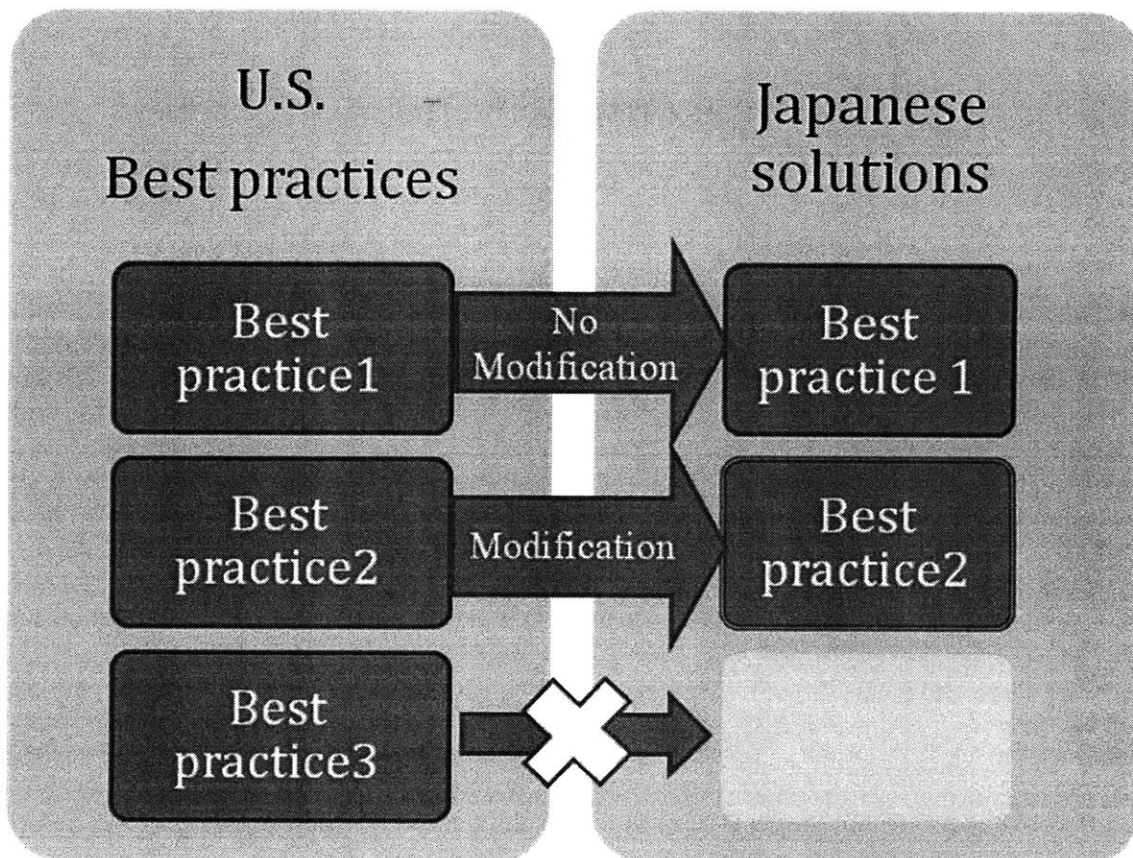 U.S.
Best practices
Japanese
solutions
Best
practice1
No
Modification
Best
practice 1
Best
practice2
Modification
Best
practice2
Best
practice3